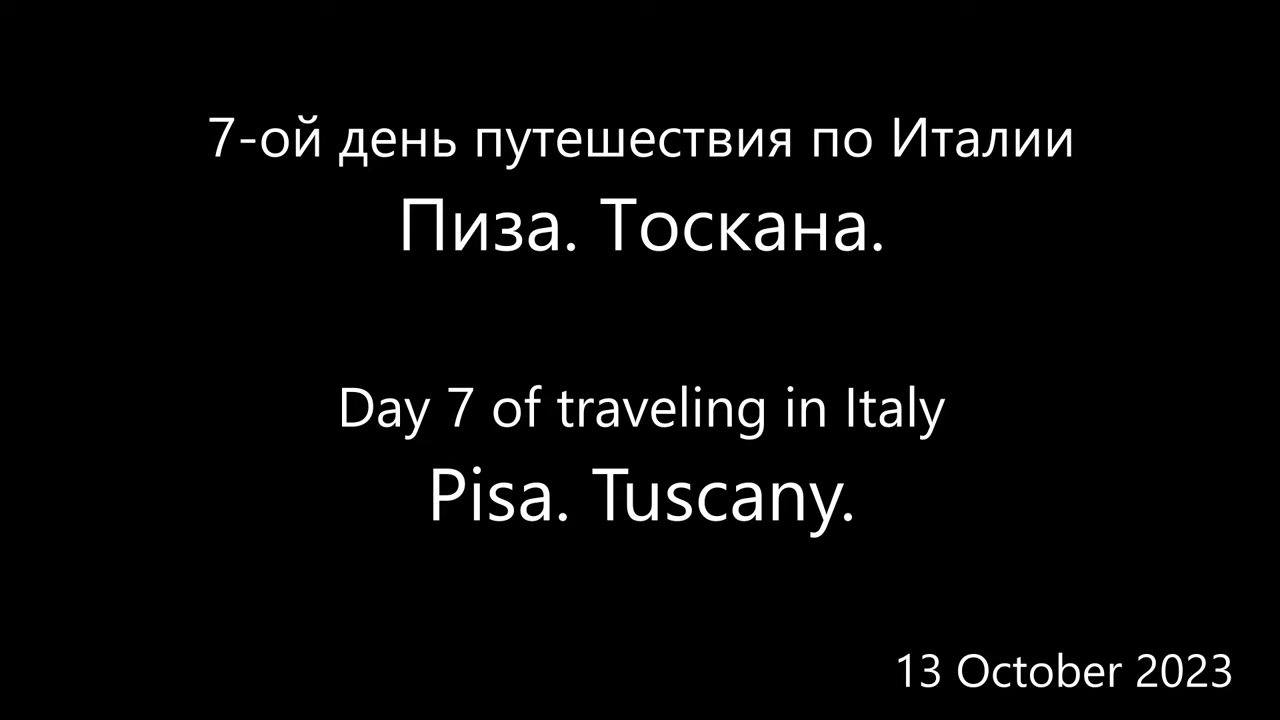 7-ой день путешествия по Италии
Пиза. Тоскана.
Day 7 of traveling in Italy
Pisa. Tuscany.
13 October 2023